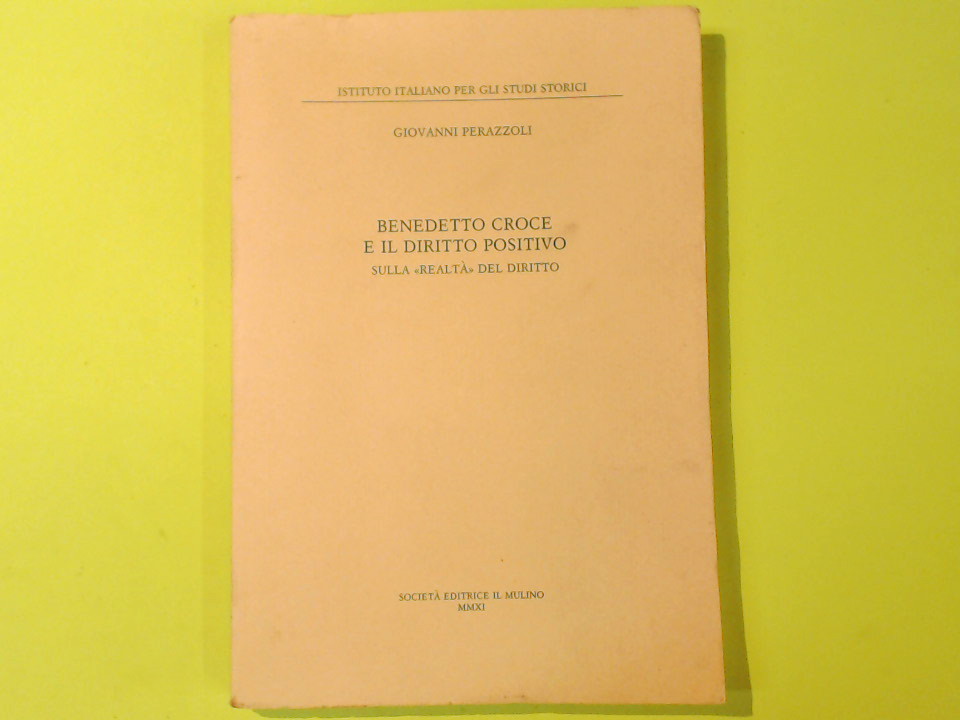 ISTITUTO ITALIANO PER GLI STUDI STORICI
GIOVANNI PERAZZOLI
BENEDETTO CROCE
E IL DIRITTO POSITIVO
SULLA «REALTÀ» DEL DIRITTO
SOCIETÀ EDITRICE IL MULINO
MMXI